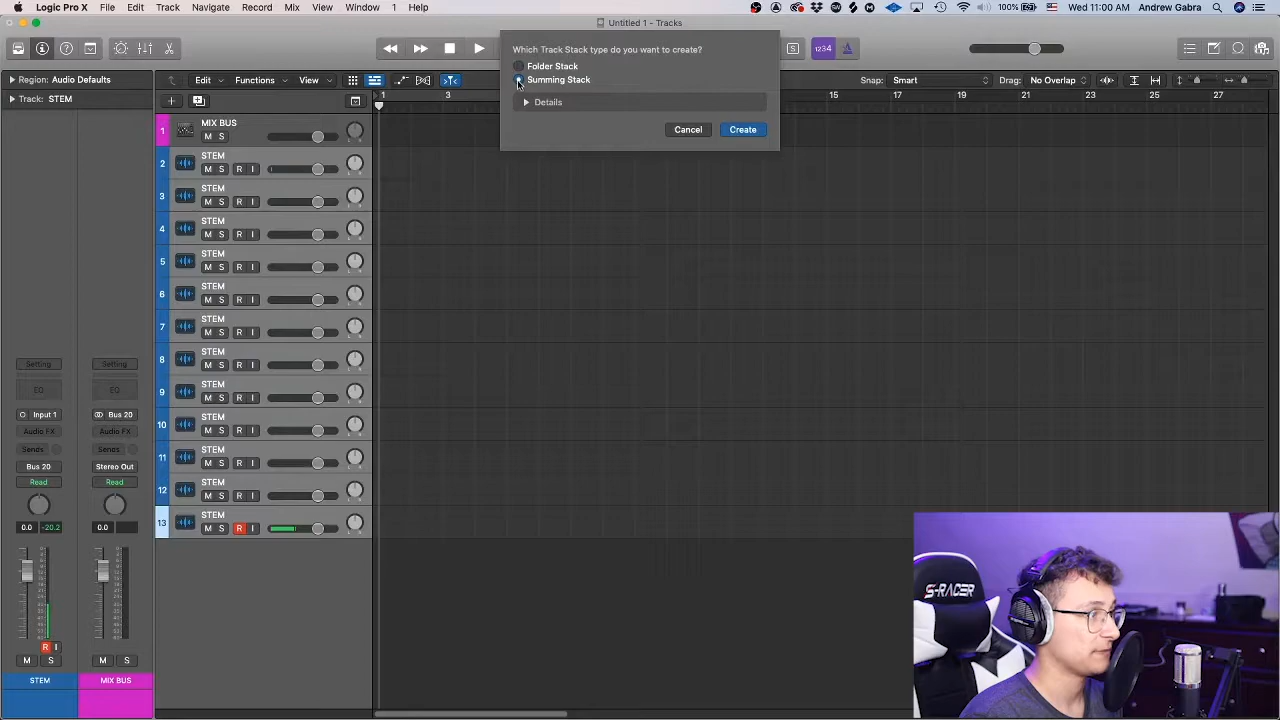 Logic Pro X File Edit Track Navigate Record Mix View Window 1 Help
100% Wed 11:00 AM Andrew Gabra
Untitled 1 - Tracks
Which Track Stack type do you want to create?
Folder Stack
Summing Stack
Details
Cancel Create
1234
Region: Audio Defaults
Edit Functions View
Snap: Smart
Drag: No Overlap
Track: STEM
1 3 15 17 19 21 23 25 27
1 MIX BUS
M S
2 STEM
M S R I
3 STEM
M S R I
4 STEM
M S R I
5 STEM
M S R I
6 STEM
M S R I
7 STEM
M S R I
8 STEM
M S R I
9 STEM
M S R I
10 STEM
M S R I
11 STEM
M S R I
12 STEM
M S R I
13 STEM
M S R I
Setting Setting
EQ EQ
Input 1 Bus 20
Audio FX Audio FX
Sends Sends
Bus 20 Stereo Out
Read Read
0.0 -20.2 0.0
R I
M S M S
STEM MIX BUS
S-RACER